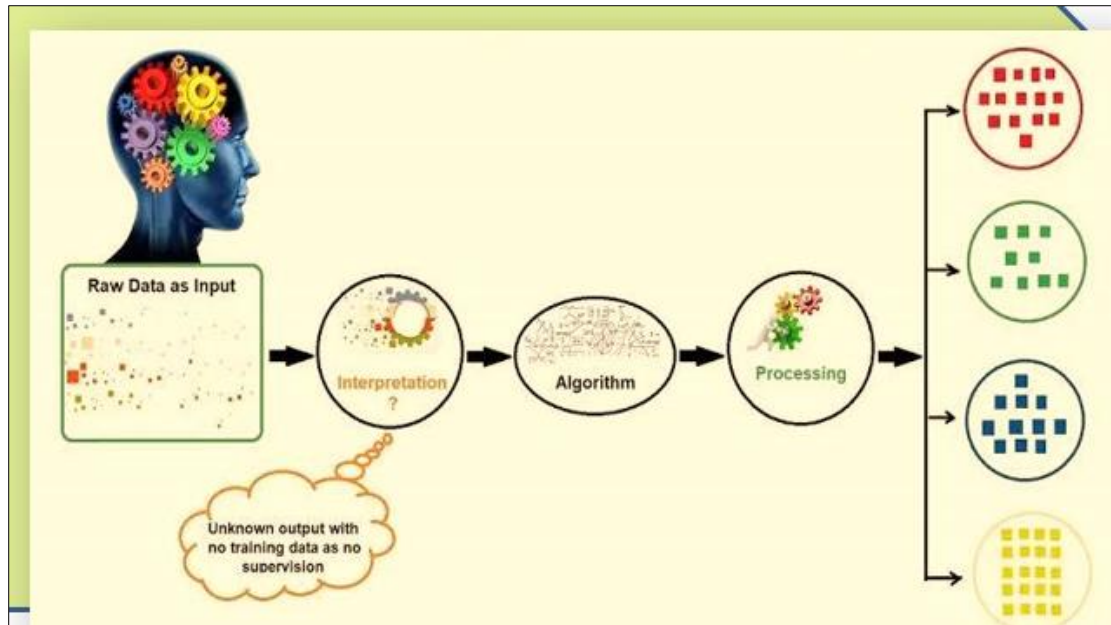 Raw Data as Input
Interpretation
?
Algorithm
Processing
Unknown output with
no training data as no
supervision